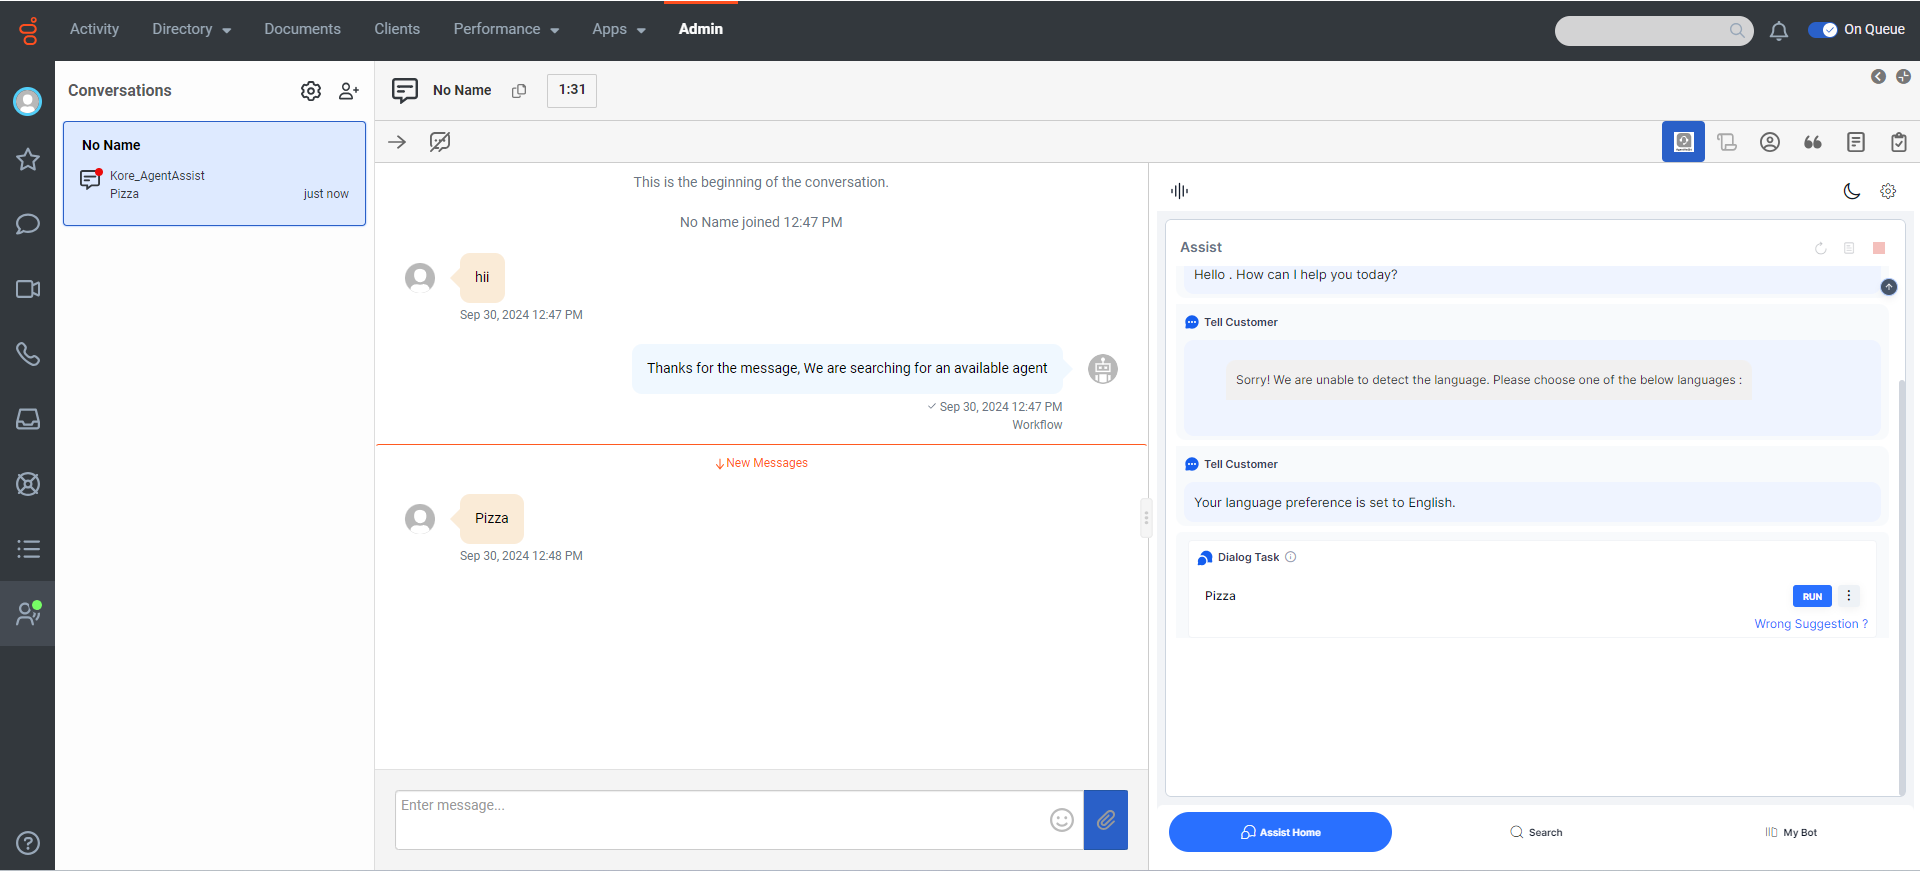 Activity
Directory
Documents
Clients
Performance
Apps
Admin
On Queue
Conversations
No Name
Kore_AgentAssist
Pizza
just now
No Name
1:31
This is the beginning of the conversation.
No Name joined 12:47 PM
hii
Sep 30, 2024 12:47 PM
Thanks for the message, We are searching for an available agent
Sep 30, 2024 12:47 PM
Workflow
New Messages
Pizza
Sep 30, 2024 12:48 PM
Enter message...
Assist
Hello . How can I help you today?
Tell Customer
Sorry! We are unable to detect the language. Please choose one of the below languages :
Tell Customer
Your language preference is set to English.
Dialog Task
Pizza
RUN
Wrong Suggestion ?
Assist Home
Search
My Bot